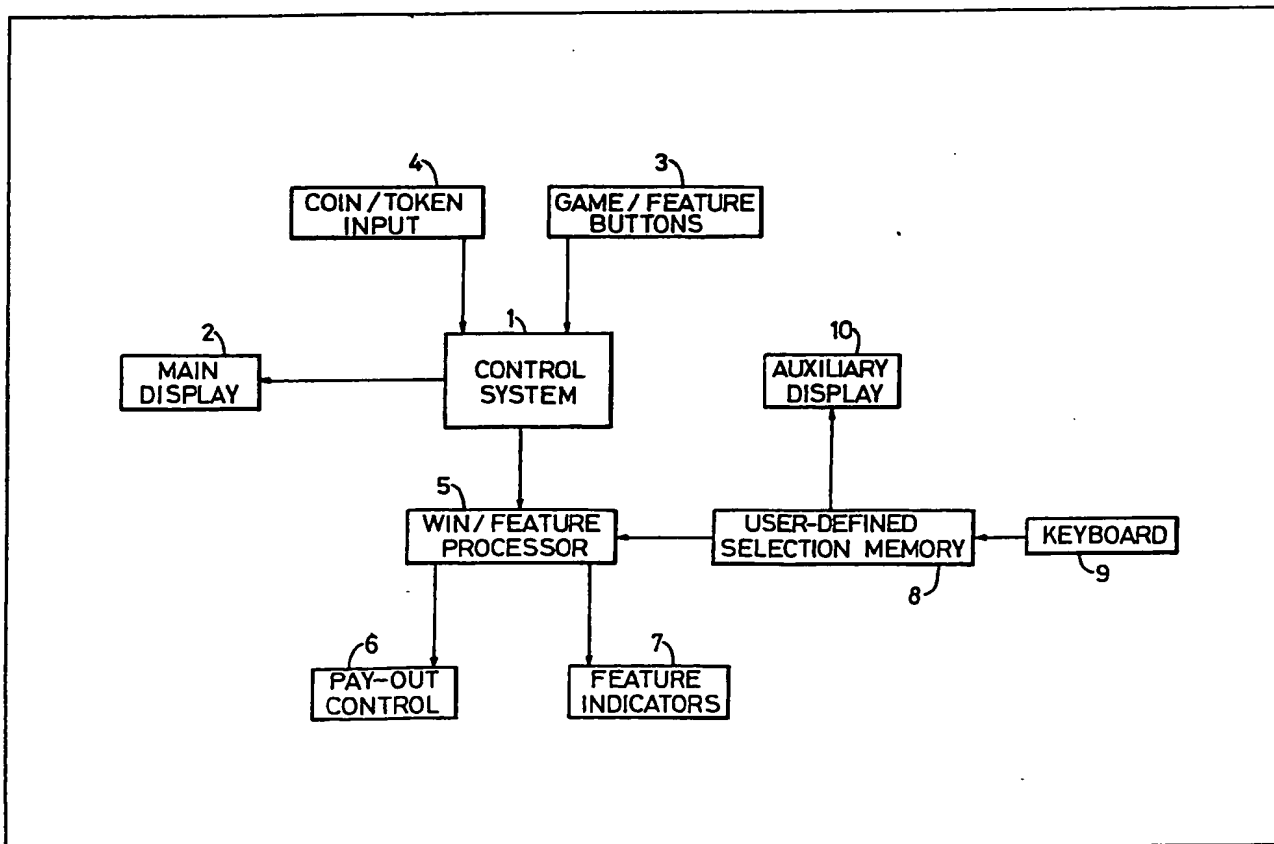 4
COIN/TOKEN
INPUT
3
GAME/FEATURE
BUTTONS
2
MAIN
DISPLAY
1
CONTROL
SYSTEM
10
AUXILIARY
DISPLAY
5
WIN/FEATURE
PROCESSOR
USER-DEFINED
SELECTION MEMORY
8
KEYBOARD
9
6
PAY-OUT
CONTROL
7
FEATURE
INDICATORS